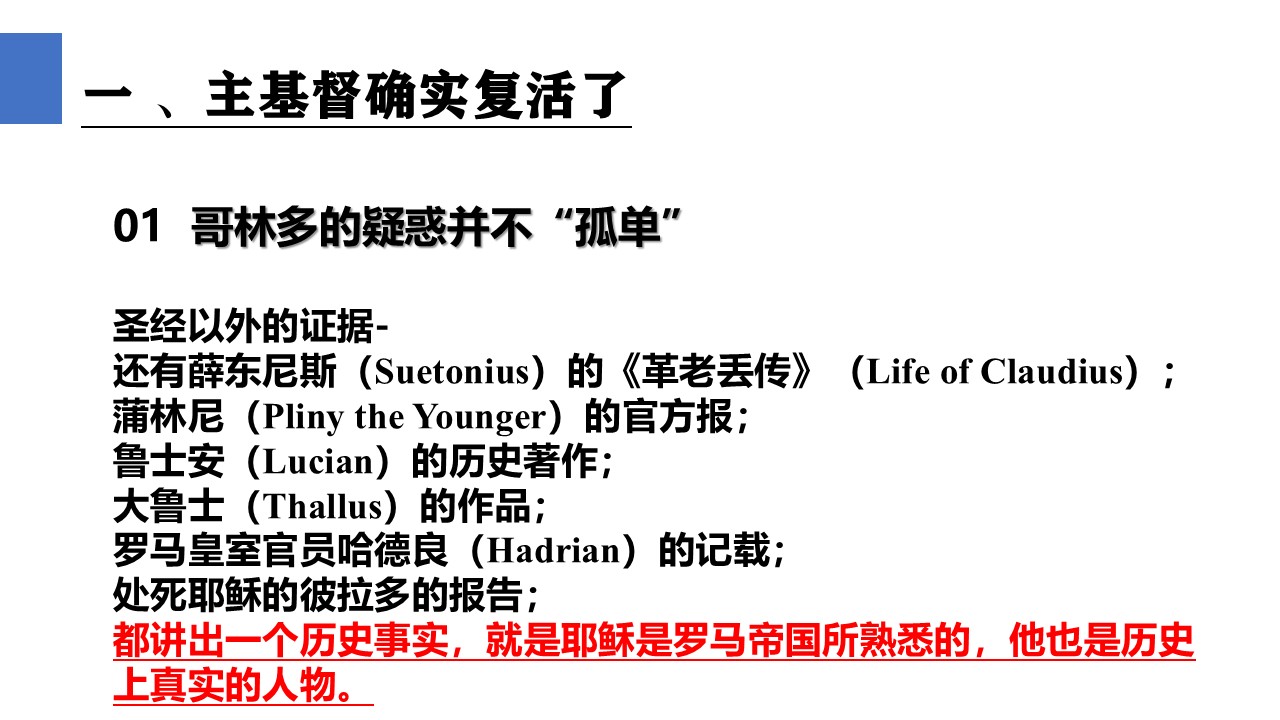 一 、主基督确实复活了
01 哥林多的疑惑并不“孤单”
圣经以外的证据-
还有薛东尼斯（Suetonius）的《革老丢传》（Life of Claudius）；
蒲林尼（Pliny the Younger）的官方报；
鲁士安（Lucian）的历史著作；
大鲁士（Thallus）的作品；
罗马皇室官员哈德良（Hadrian）的记载；
处死耶稣的彼拉多的报告；
都讲出一个历史事实，就是耶稣是罗马帝国所熟悉的，他也是历史
上真实的人物。